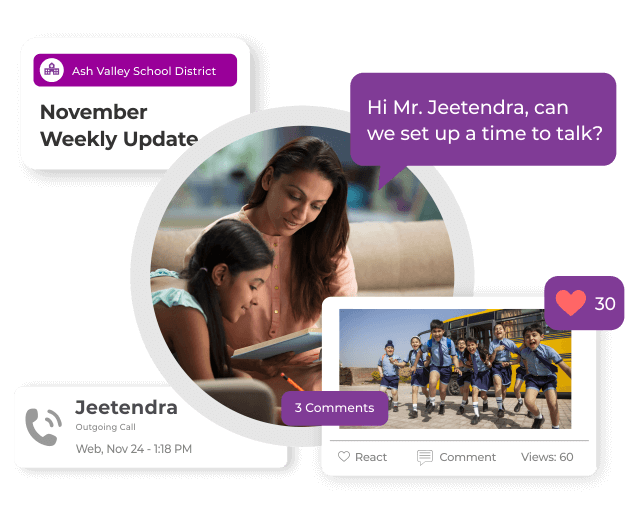 Ash Valley School District
November
Weekly Update
Hi Mr. Jeetendra, can
we set up a time to talk?
30
3 Comments
Jeetendra
Outgoing Call
Web, Nov 24 - 1:18 PM
React
Comment
Views: 60